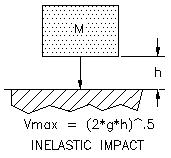 M
h
Vmax = (2*g*h)^.5
INELASTIC IMPACT